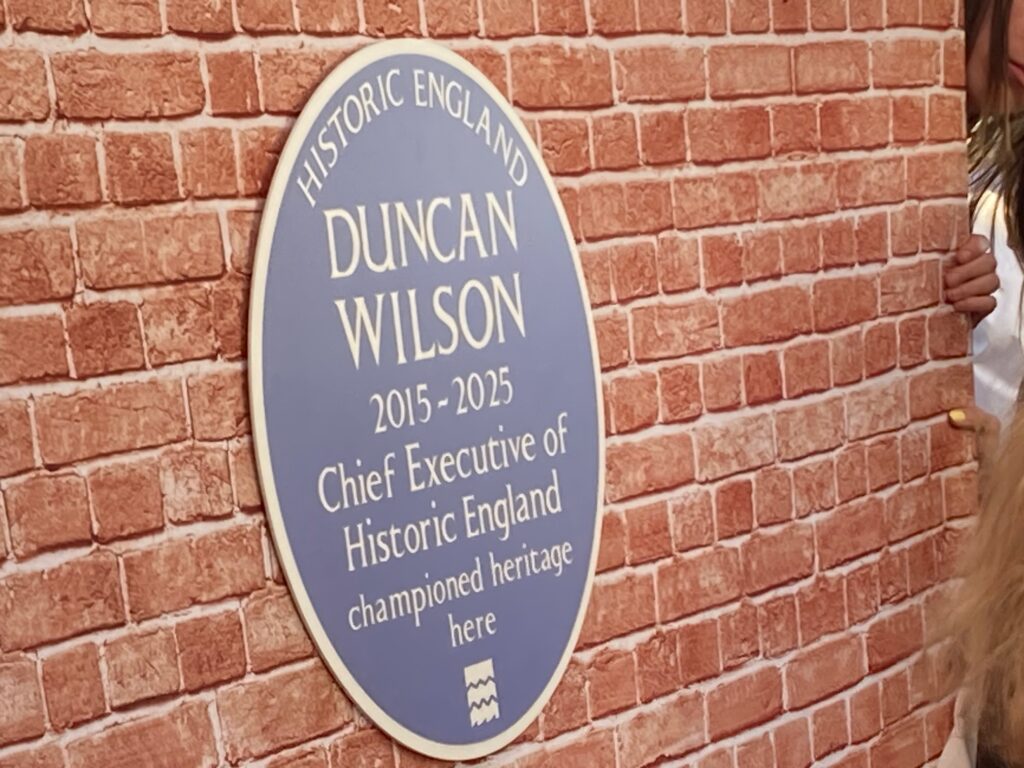 HISTORIC ENGLAND
DUNCAN
WILSON
2015~2025
Chief Executive of
Historic England
championed heritage
here